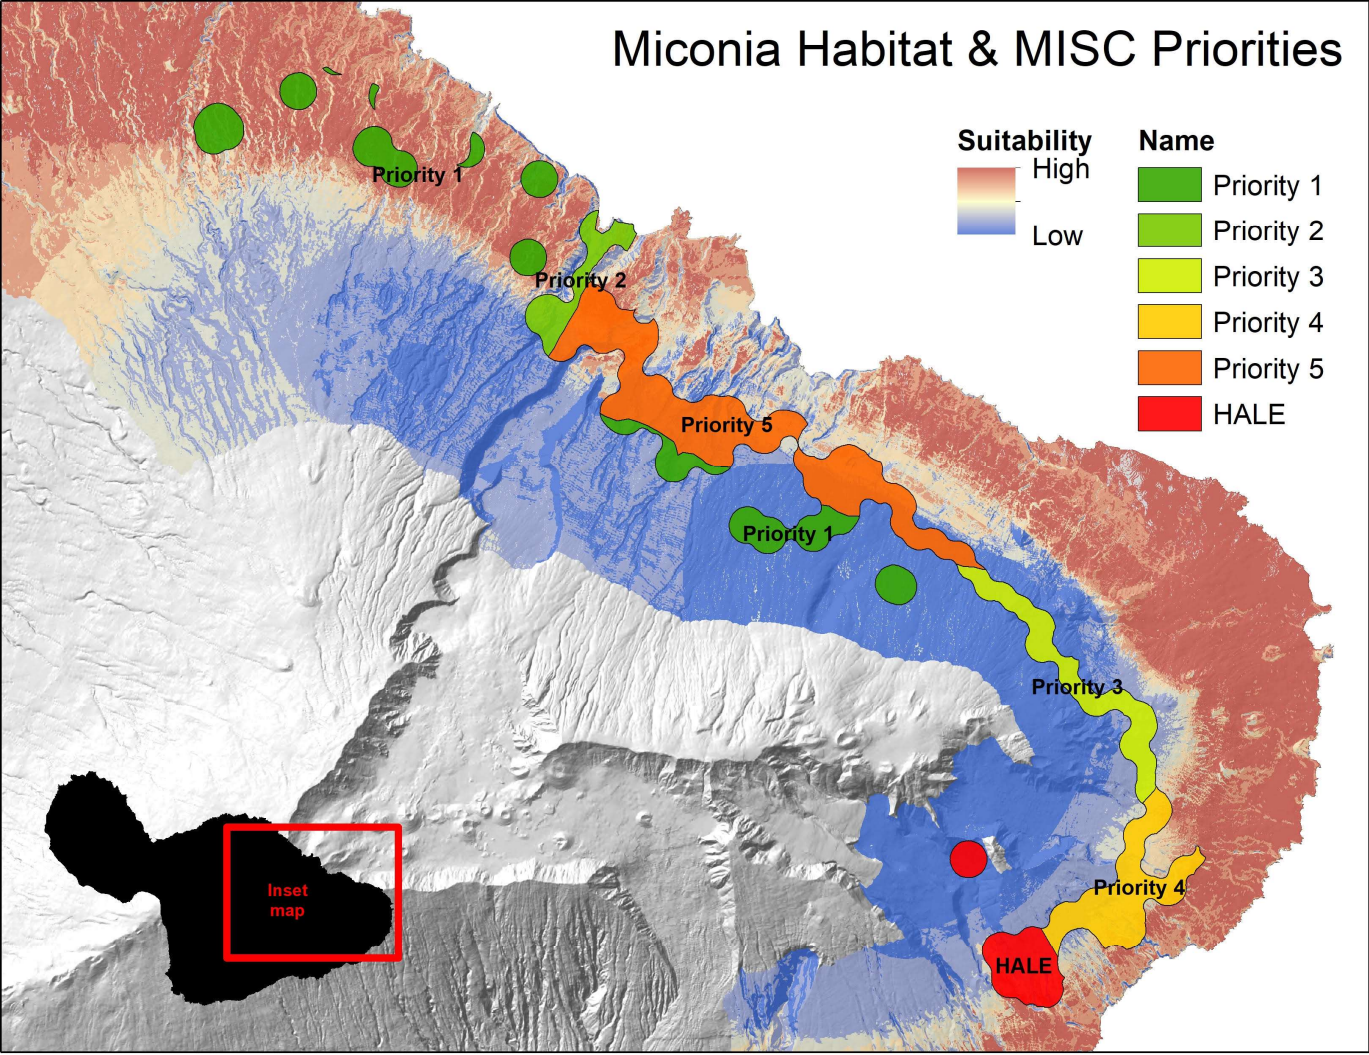 Miconia Habitat & MISC Priorities
Suitability
High
Low
Name
Priority 1
Priority 2
Priority 3
Priority 4
Priority 5
HALE
Priority 1
Priority 2
Priority 5
Priority 1
Priority 3
Priority 4
HALE
Inset
map